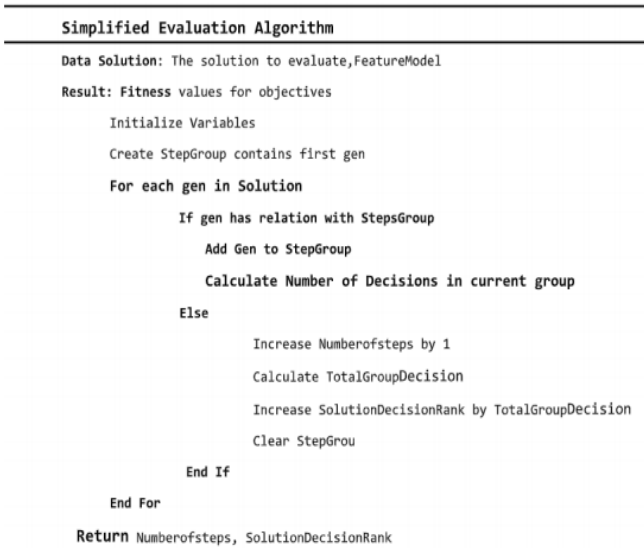 Simplified Evaluation Algorithm
Data Solution: The solution to evaluate,FeatureModel
Result: Fitness values for objectives
Initialize Variables
Create StepGroup contains first gen
For each gen in Solution
If gen has relation with StepsGroup
Add Gen to StepGroup
Calculate Number of Decisions in current group
Else
Increase Numberofsteps by 1
Calculate TotalGroupDecision
Increase SolutionDecisionRank by TotalGroupDecision
Clear StepGrou
End If
End For
Return Numberofsteps, SolutionDecisionRank